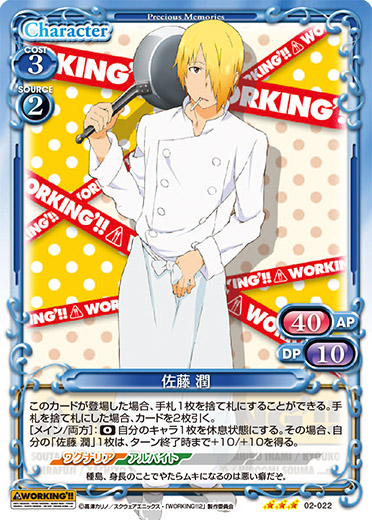 Precious Memories
Character
COST
3
SOURCE
2
WORKING'!!
WORKING'!!
WORKING'!!
WORKING'!!
WORKING'!!
40 AP
DP 10
佐藤 潤
このカードが登場した場合、手札1枚を捨て札にすることができる。手
札を捨て札にした場合、カードを2枚引く。
[メイン/両方]:自分のキャラ1枚を休息状態にする。その場合、自
分の「佐藤 潤」1枚は、ターン終了時まで+10/+10を得る。
ワグナリア アルバイト
種島、身長のことでやたらムキになるのは悪い癖だぞ。
WORKING'!!
02-022
©高津カリノ/スクウェアエニックス・「WORKING'!!2」製作委員会